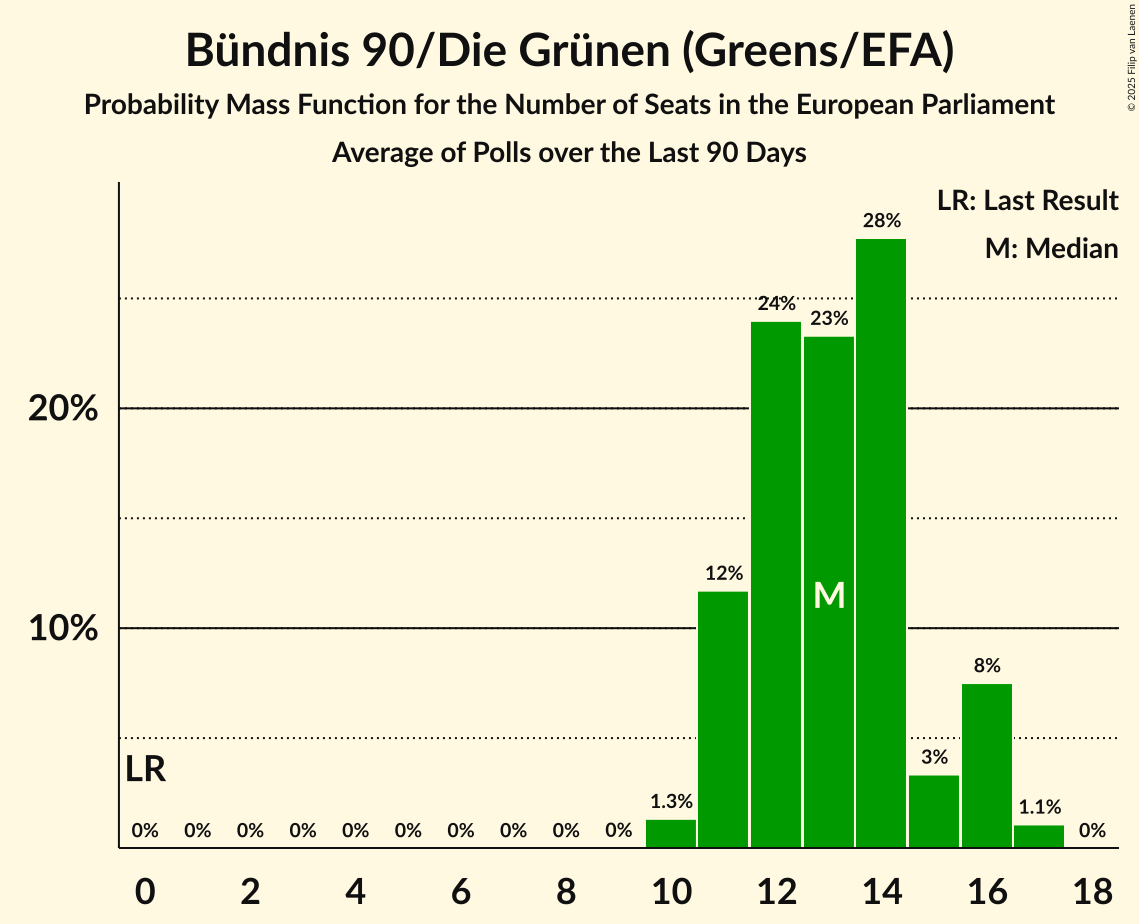 Bündnis 90/Die Grünen (Greens/EFA)
Probability Mass Function for the Number of Seats in the European Parliament
Average of Polls over the Last 90 Days
© 2025 Filip van Laenen
LR: Last Result
M: Median
28%
24%
23%
20%
12%
M
10%
8%
3%
LR
1.3%
1.1%
0% 0% 0% 0% 0% 0% 0% 0% 0% 0% 0%
0 2 4 6 8 10 12 14 16 18